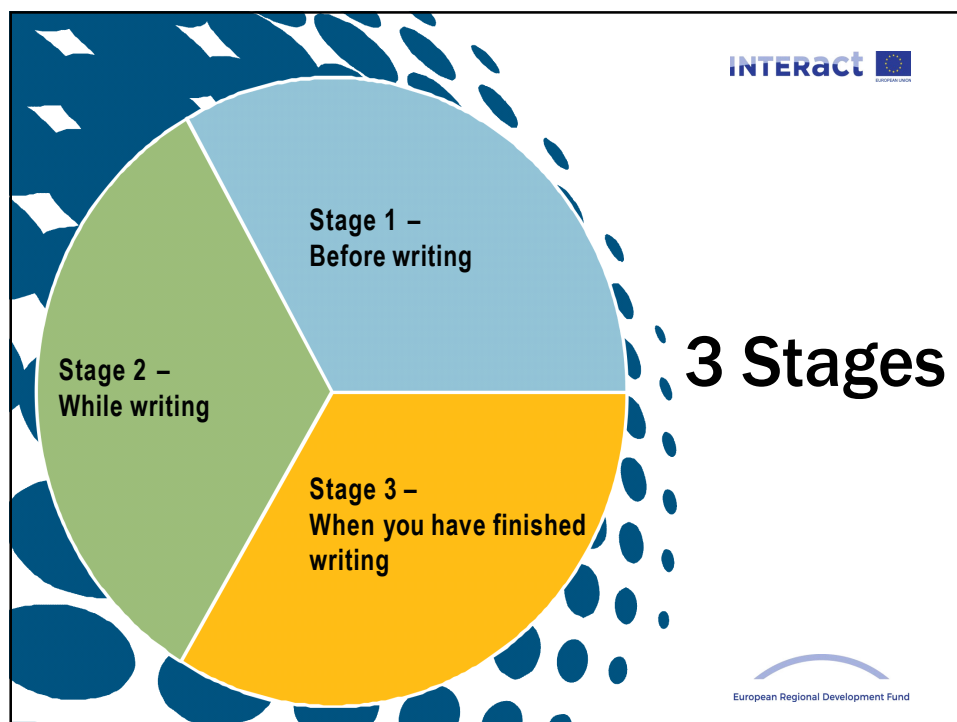 INTERact
EUROPEAN UNION
Stage 1 –
Before writing
Stage 2 –
While writing
3 Stages
Stage 3 –
When you have finished
writing
European Regional Development Fund